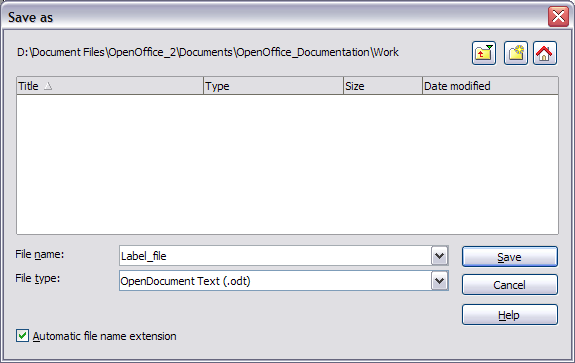 Save as
D:\Document Files\OpenOffice_2\Documents\OpenOffice_Documentation\Work
Title Type Size Date modified
File name: Label_file Save
File type: OpenDocument Text (.odt) Cancel
Help
Automatic file name extension